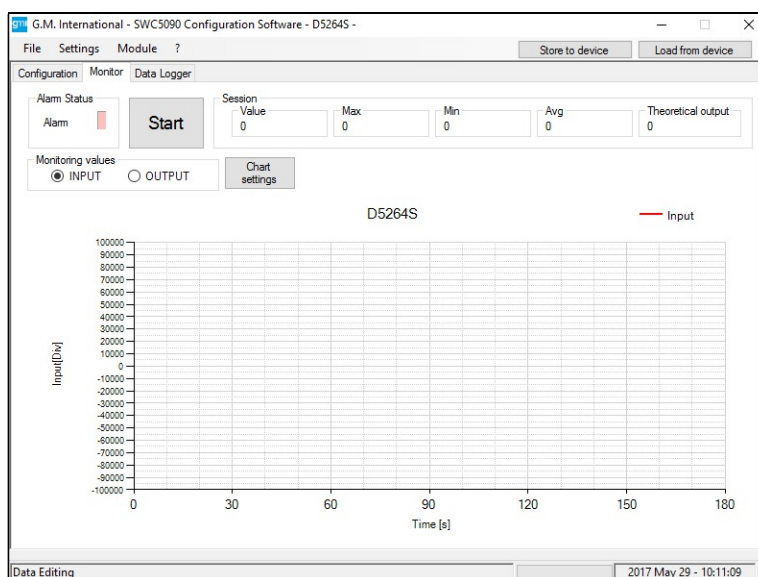 gmi G.M. International - SWC5090 Configuration Software - D5264S -
File Settings Module ? Store to device Load from device
Configuration Monitor Data Logger
Alarm Status
Alarm
Start
Session
Value Max Min Avg Theoretical output
0 0 0 0 0
Monitoring values
INPUT OUTPUT
Chart
settings
D5264S
Input
100000
90000
80000
70000
60000
50000
40000
30000
20000
10000
0
-10000
-20000
-30000
-40000
-50000
-60000
-70000
-80000
-90000
-100000
Input[Div]
0 30 60 90 120 150 180
Time [s]
Data Editing 2017 May 29 - 10:11:09